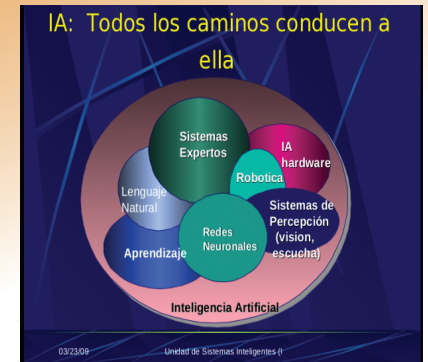 IA: Todos los caminos conducen a
ella
Sistemas
Expertos
IA
hardware
Robotica
Lenguaje
Natural
Sistemas de
Percepción
(vision,
escucha)
Redes
Neuronales
Aprendizaje
Inteligencia Artificial
03/23/09
Unidad de Sistemas Inteligentes (I